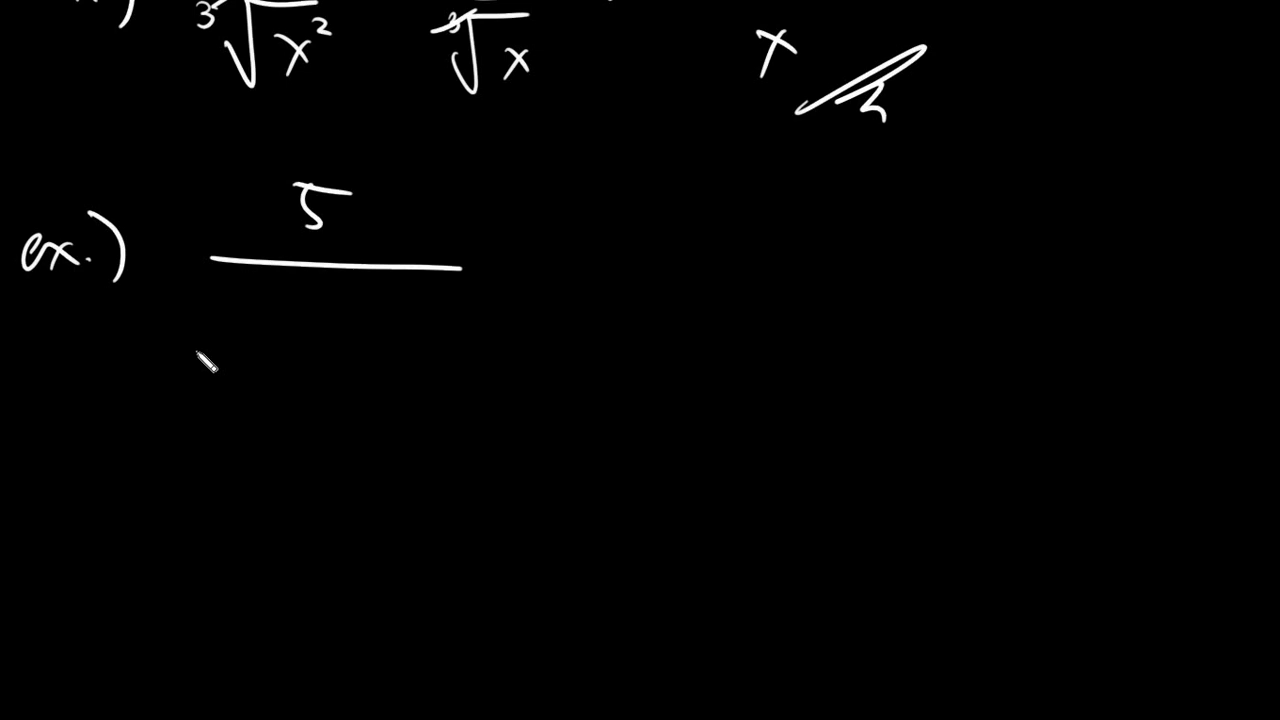 ∛x² ∛x x
ex.) 5